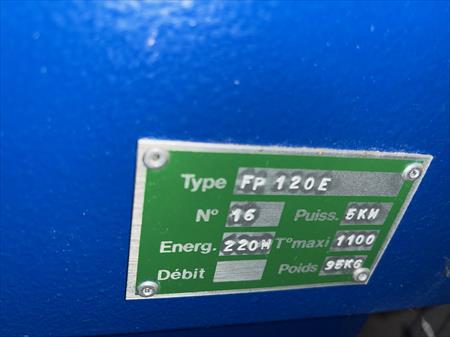 Type FP 120E
N° 16 Puiss. 5KW
Energ. 220M T° maxi 1100
Débit Poids 95KG